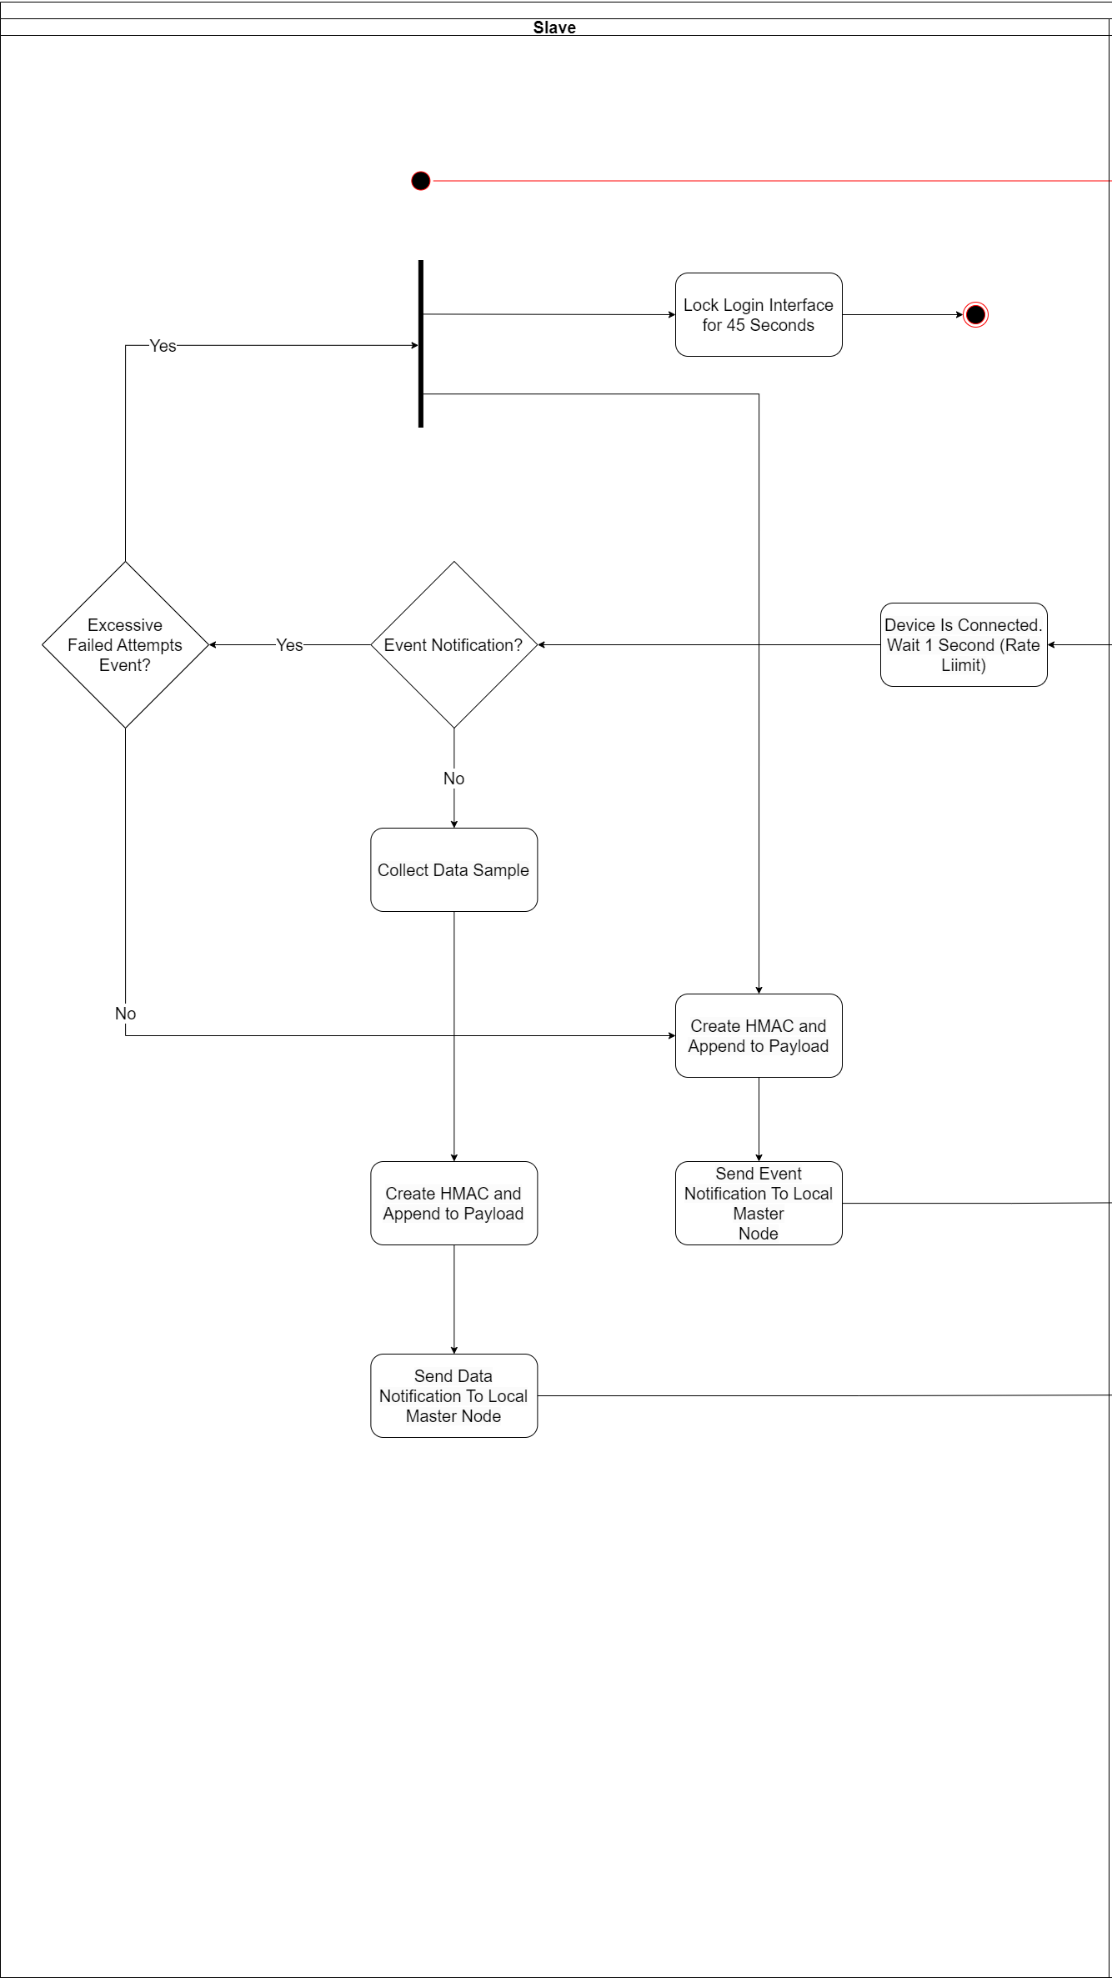 Slave
Lock Login Interface
for 45 Seconds
Yes
Excessive
Failed Attempts
Event?
Yes
Event Notification?
Device Is Connected.
Wait 1 Second (Rate
Liimit)
No
Collect Data Sample
No
Create HMAC and
Append to Payload
Create HMAC and
Append to Payload
Send Event
Notification To Local
Master
Node
Send Data
Notification To Local
Master Node